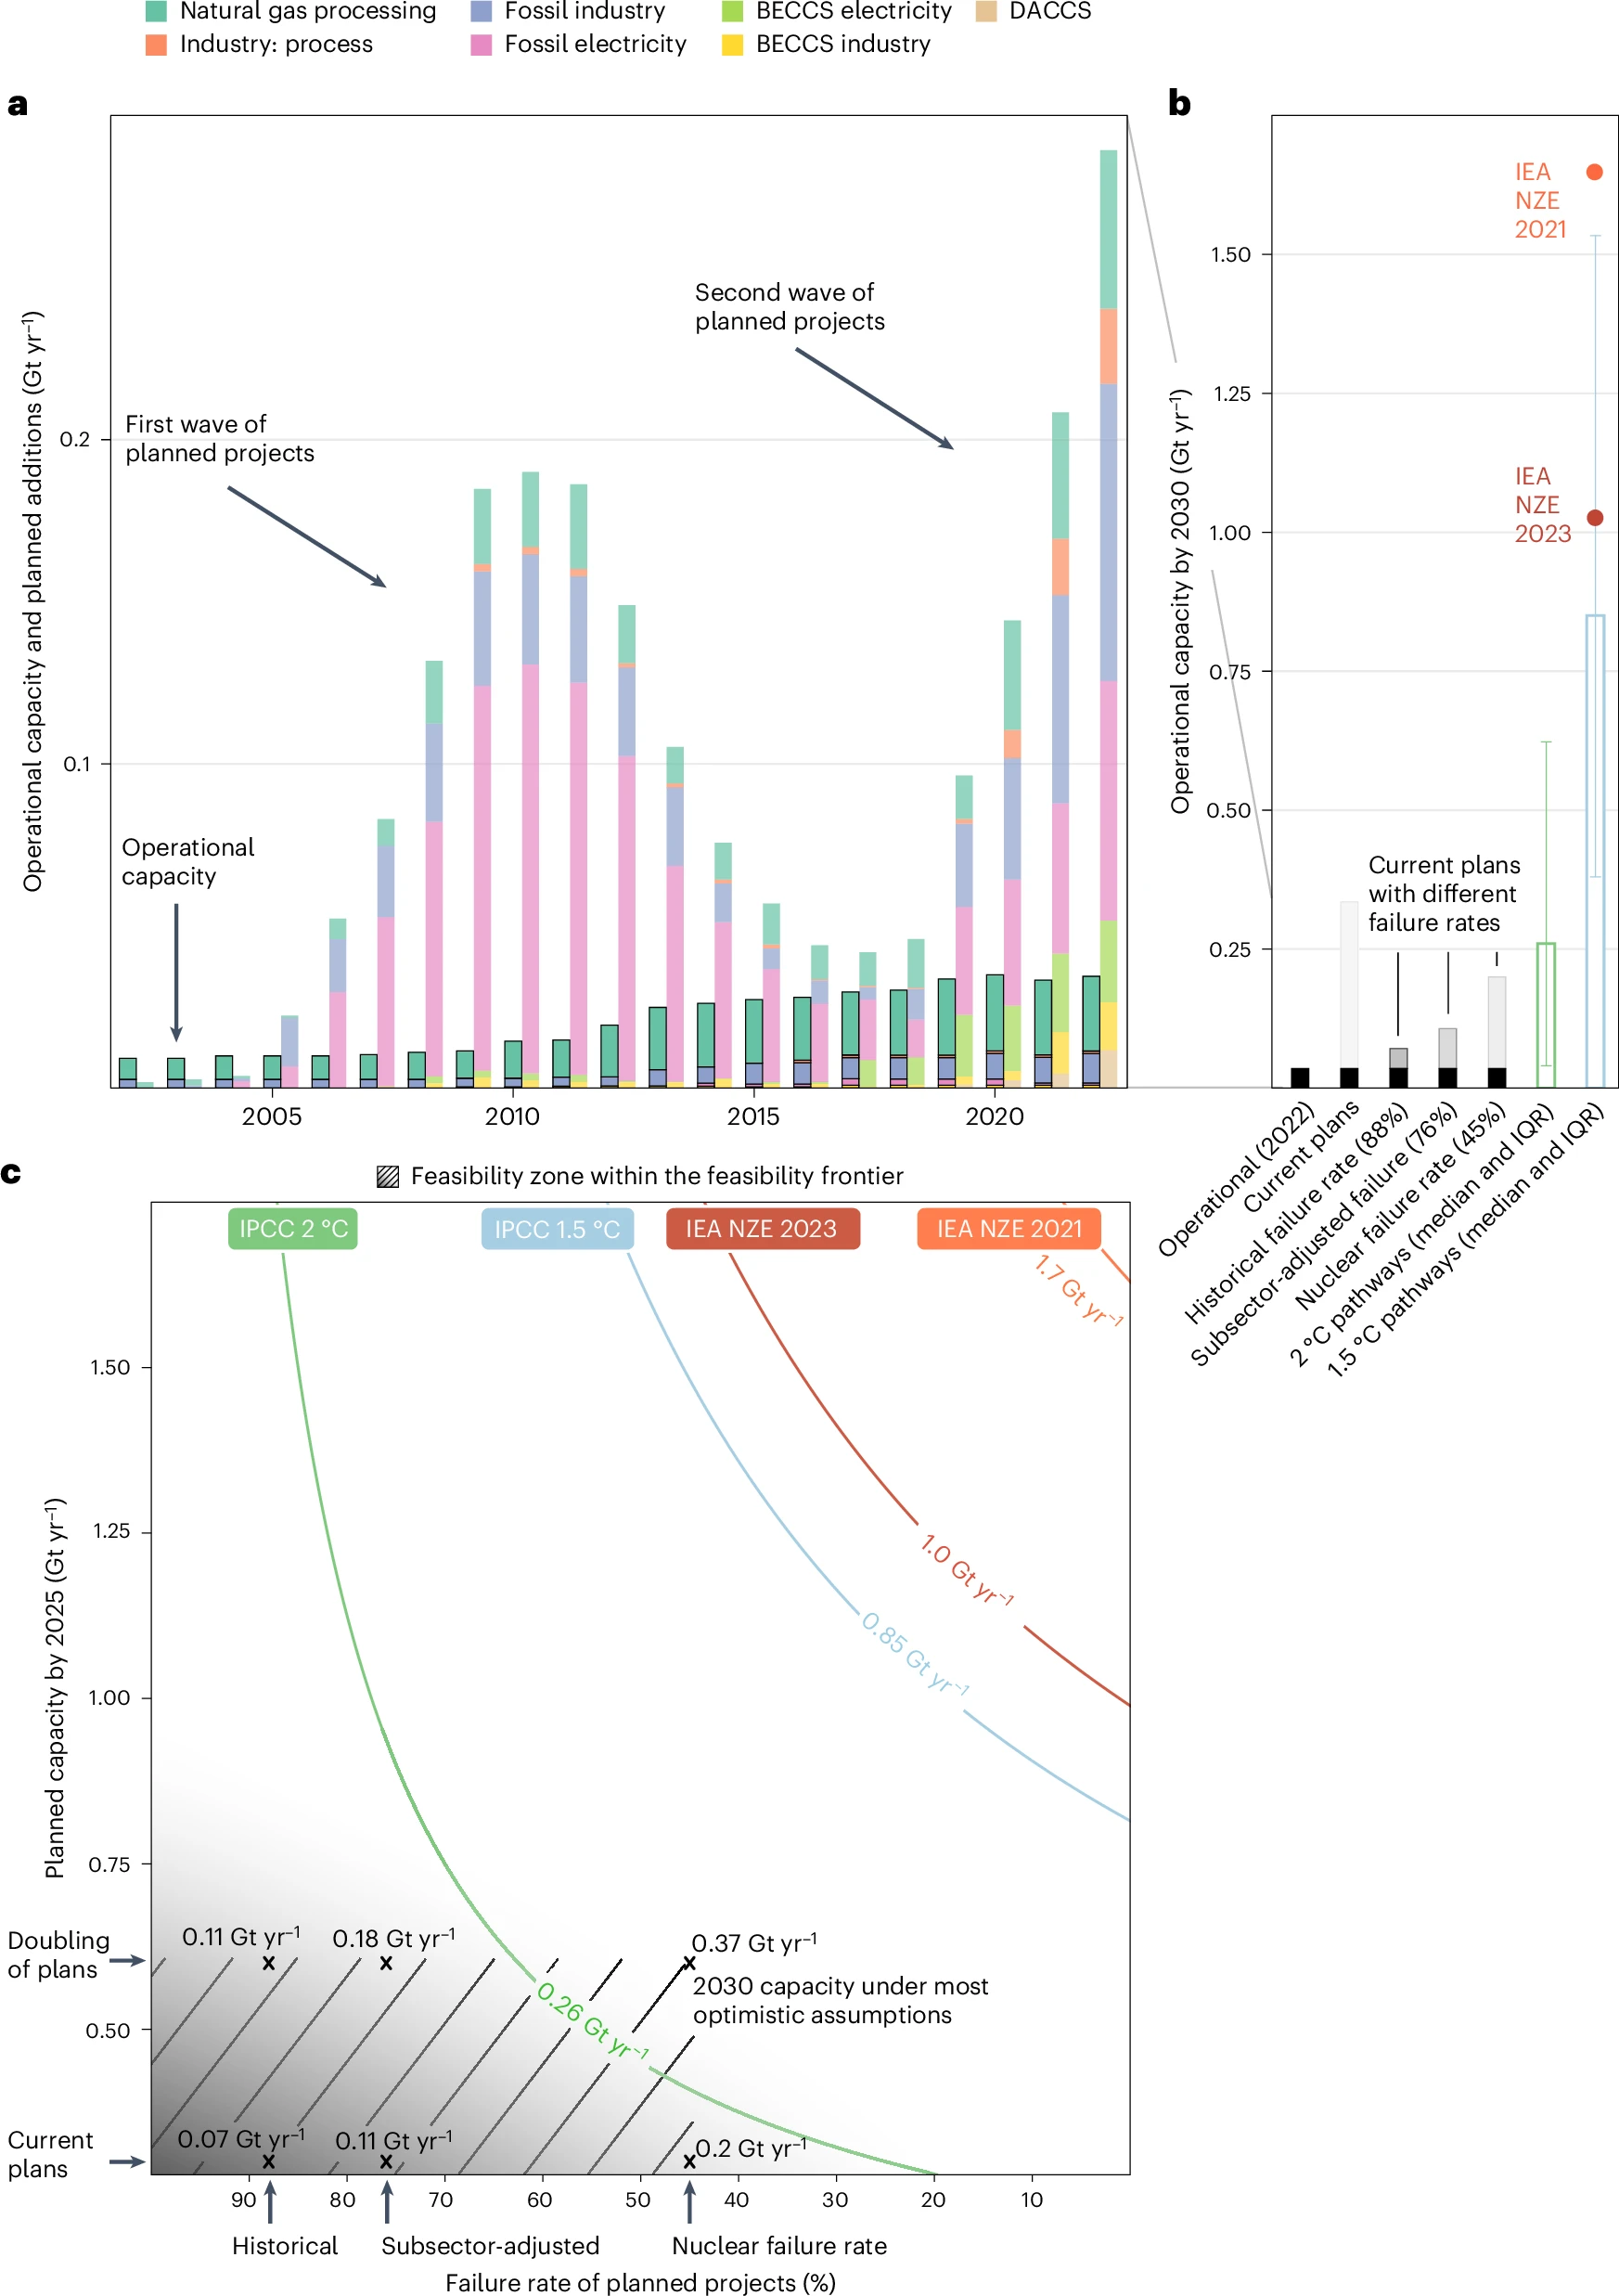 Natural gas processing
Fossil industry
BECCS electricity
DACCS
Industry: process
Fossil electricity
BECCS industry
a
Operational capacity and planned additions (Gt yr⁻¹)
0.2
0.1
First wave of
planned projects
Second wave of
planned projects
Operational
capacity
2005
2010
2015
2020
b
Operational capacity by 2030 (Gt yr⁻¹)
1.50
1.25
1.00
0.75
0.50
0.25
IEA
NZE
2021
IEA
NZE
2023
Current plans
with different
failure rates
Operational (2022)
Current plans
Historical failure rate (88%)
Subsector-adjusted failure (76%)
Nuclear failure rate (45%)
2 °C pathways (median and IQR)
1.5 °C pathways (median and IQR)
c
Feasibility zone within the feasibility frontier
IPCC 2 °C
IPCC 1.5 °C
IEA NZE 2023
IEA NZE 2021
1.7 Gt yr⁻¹
1.0 Gt yr⁻¹
0.85 Gt yr⁻¹
0.26 Gt yr⁻¹
Planned capacity by 2025 (Gt yr⁻¹)
1.50
1.25
1.00
0.75
0.50
Doubling
of plans
0.11 Gt yr⁻¹
0.18 Gt yr⁻¹
0.37 Gt yr⁻¹
2030 capacity under most
optimistic assumptions
Current
plans
0.07 Gt yr⁻¹
0.11 Gt yr⁻¹
0.2 Gt yr⁻¹
90
80
70
60
50
40
30
20
10
Historical
Subsector-adjusted
Nuclear failure rate
Failure rate of planned projects (%)